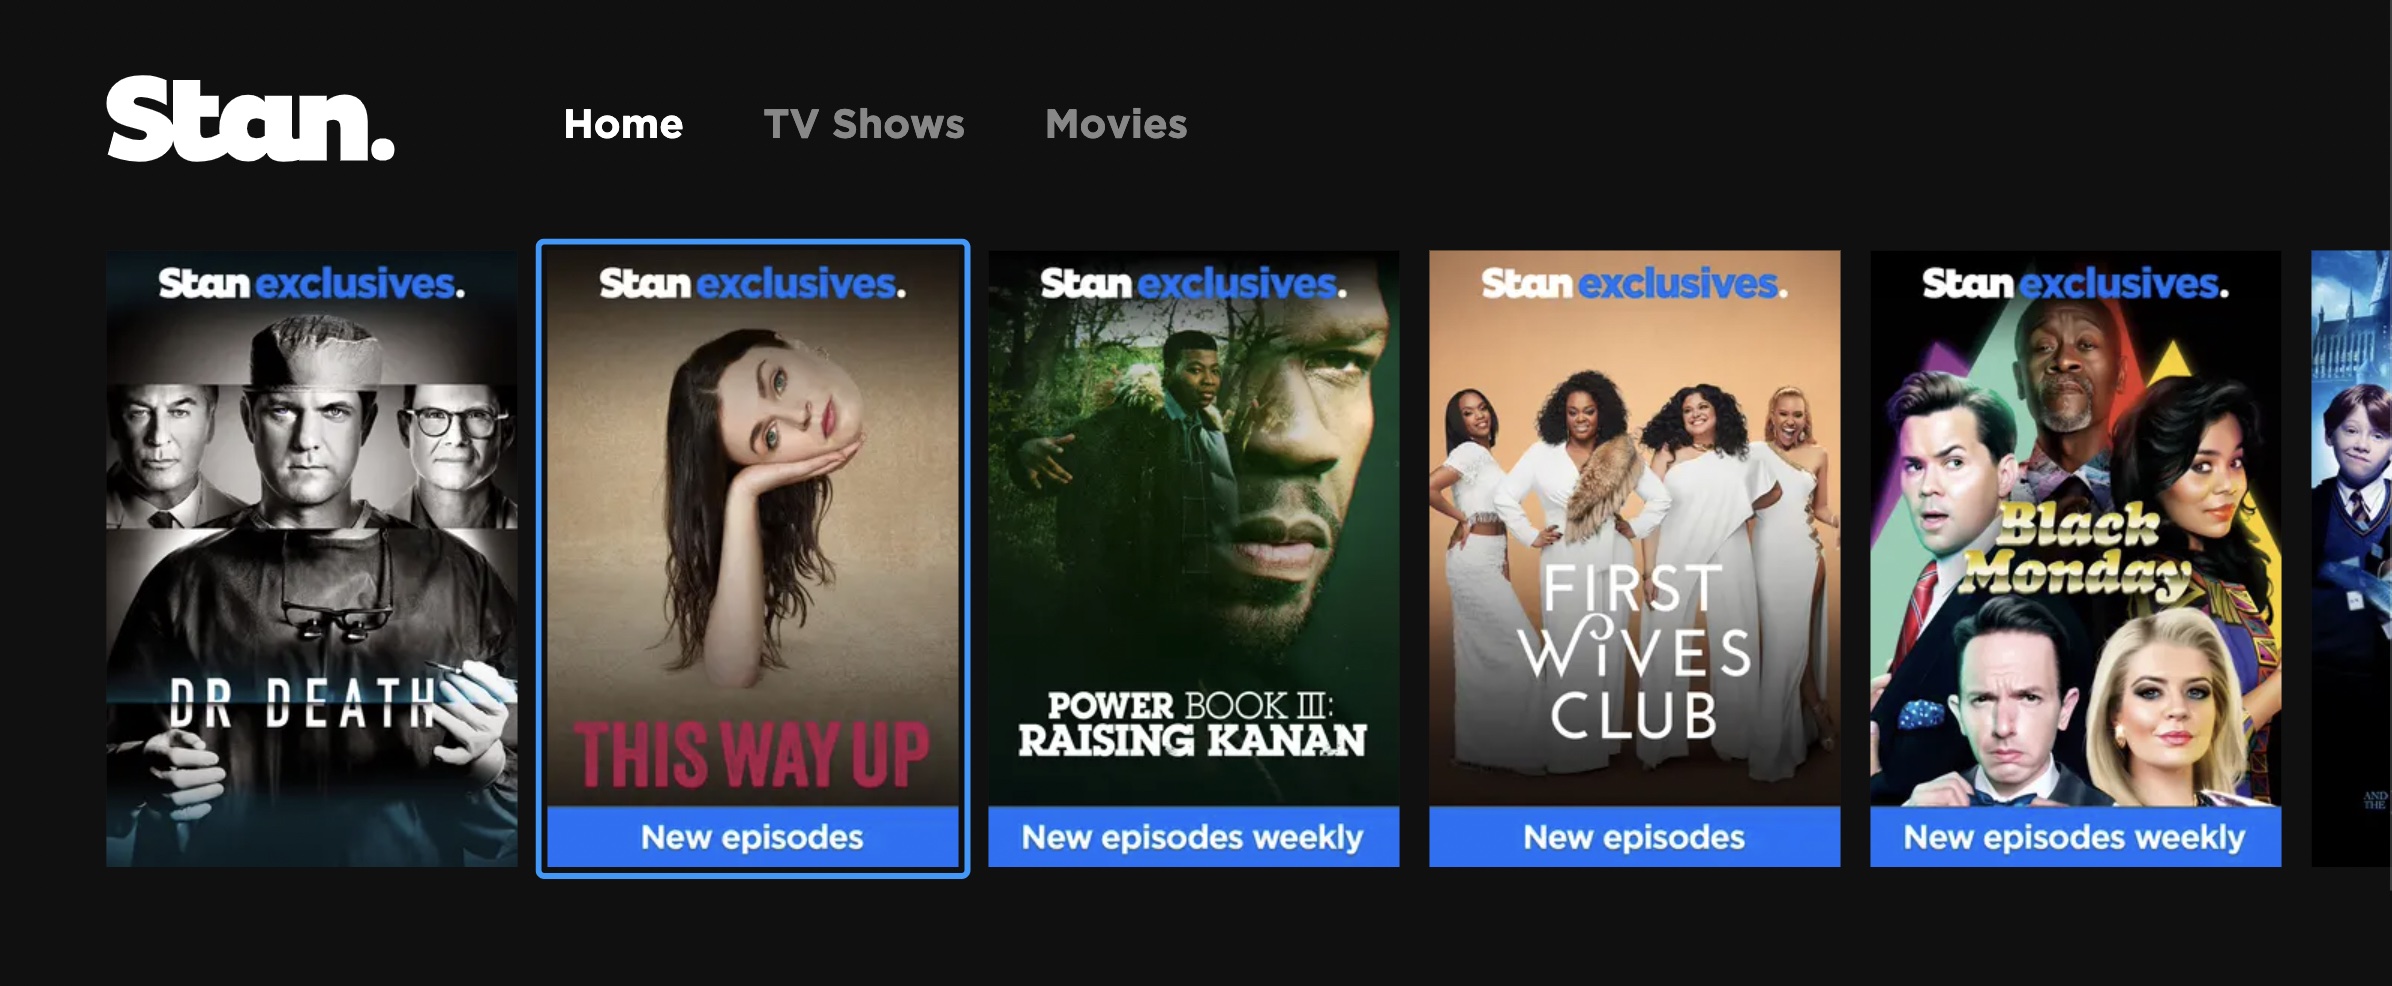 Stan.
Home
TV Shows
Movies
Stan exclusives.
DR DEATH
Stan exclusives.
THIS WAY UP
New episodes
Stan exclusives.
POWER BOOK III:
RAISING KANAN
New episodes weekly
Stan exclusives.
FIRST
WiVES
CLUB
New episodes
Stan exclusives.
Black
Monday
New episodes weekly
AND
THE